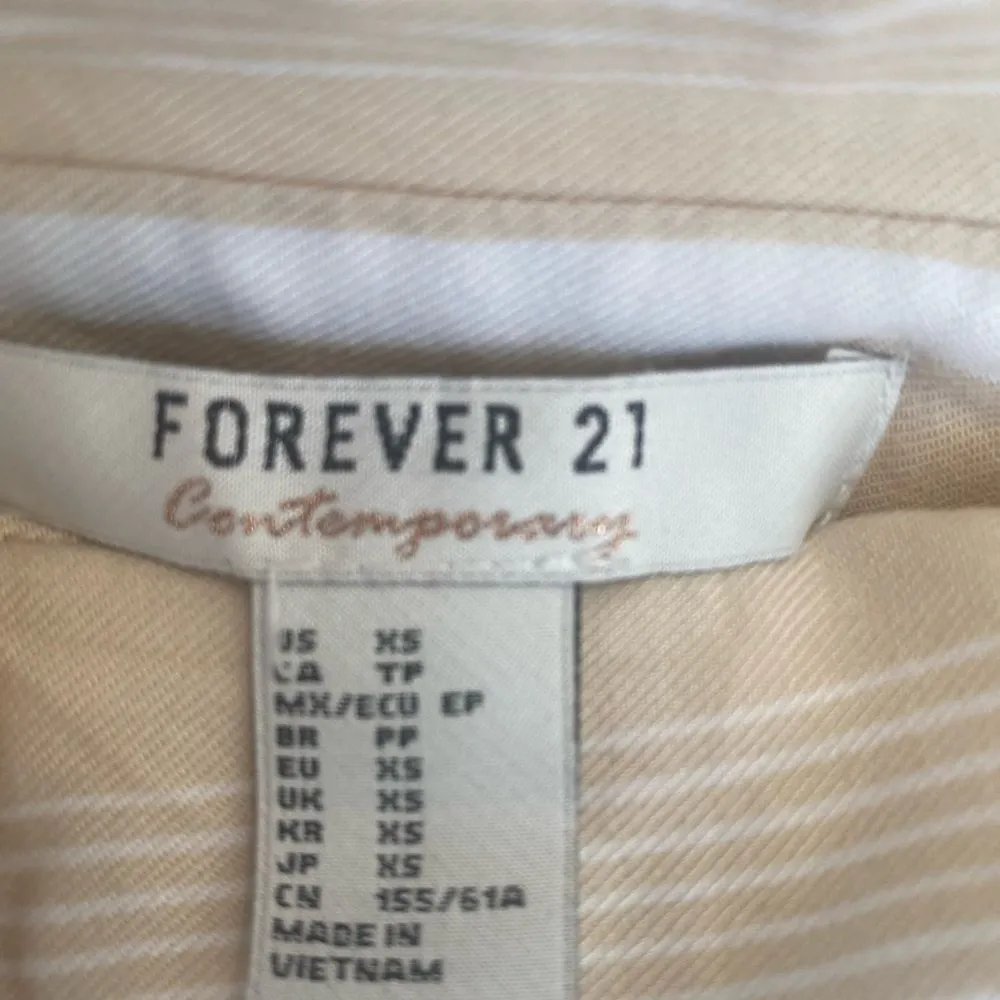 FOREVER 21
Contemporary
US XS
CA TP
MX/ECU EP
BR PP
EU XS
UK XS
KR XS
JP XS
CN 155/61A
MADE IN
VIETNAM